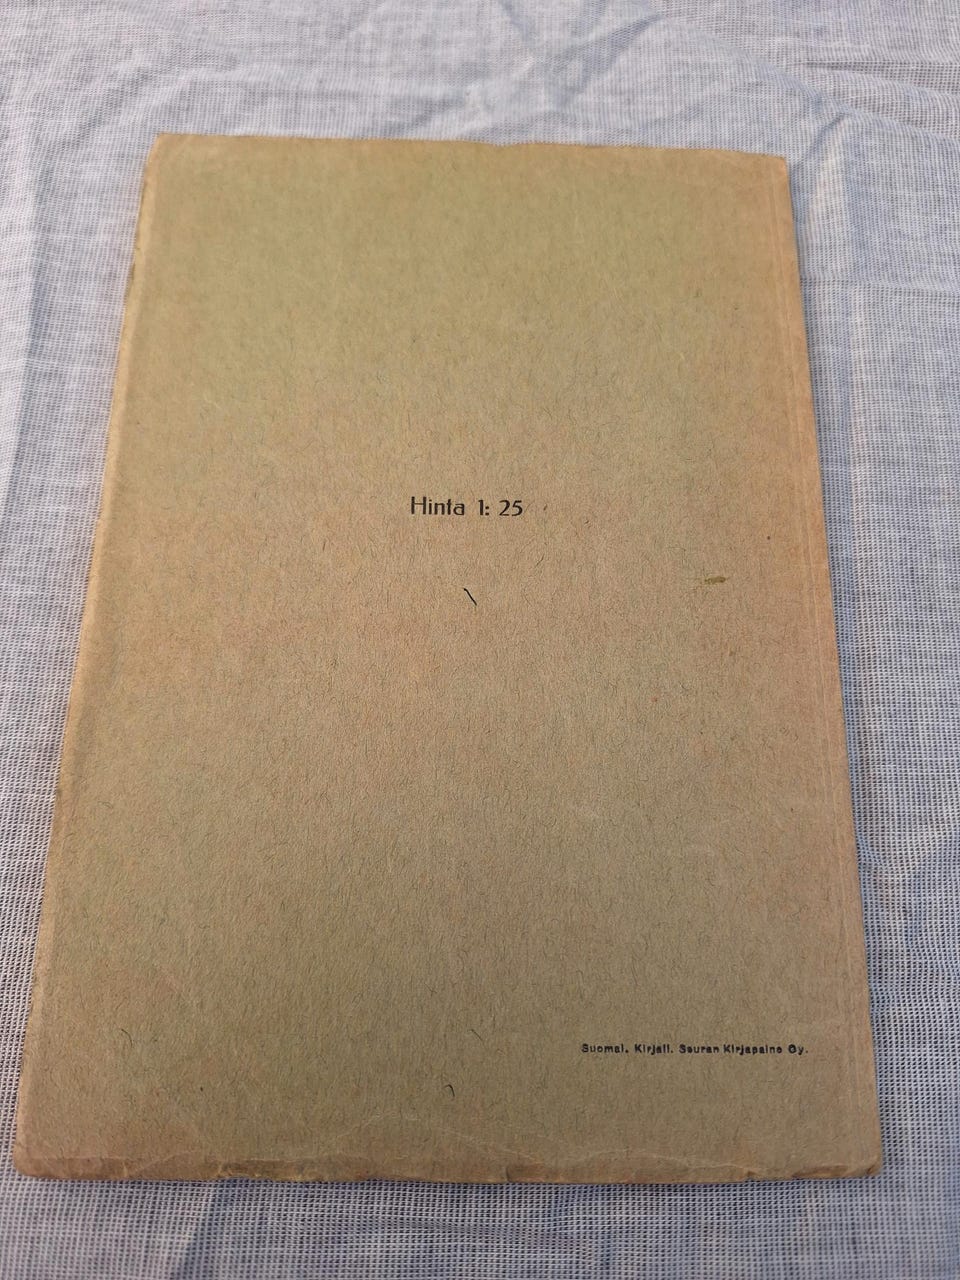 Hinta 1: 25
Suomal. Kirjall. Seuran Kirjapaino Oy.